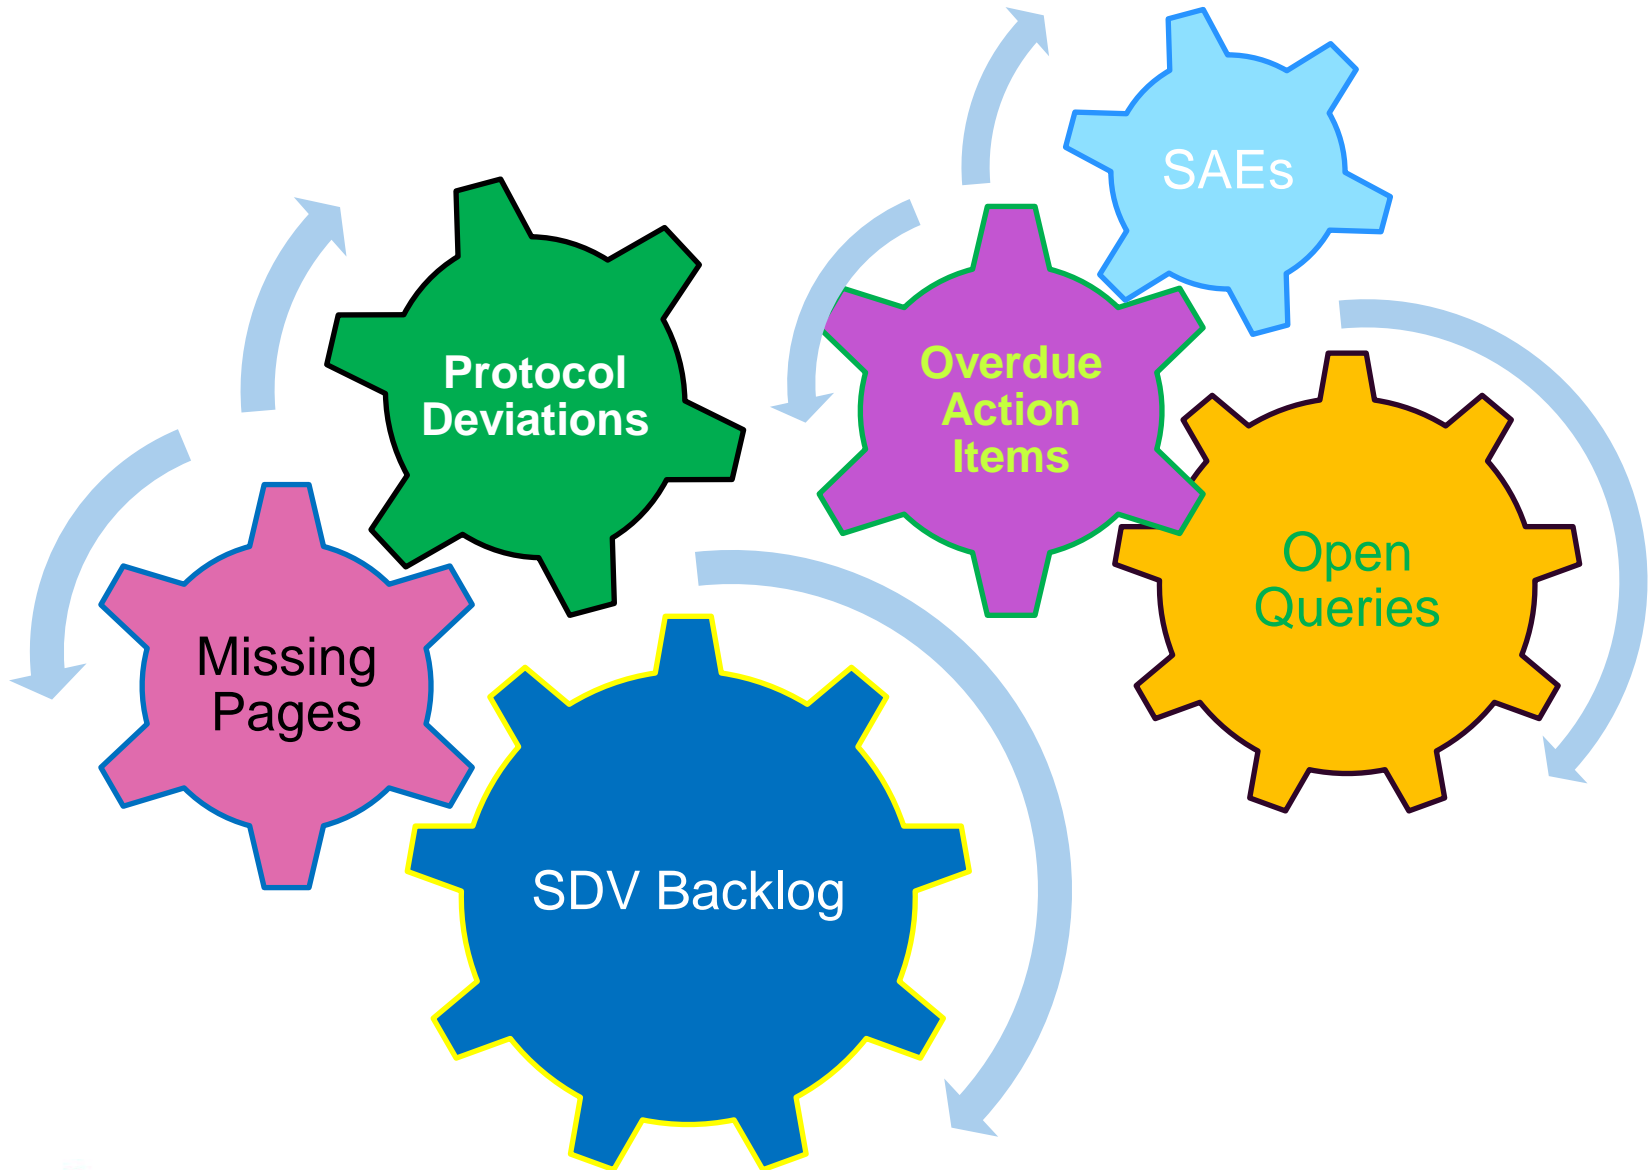 SAEs
Protocol
Deviations
Overdue
Action
Items
Open
Queries
Missing
Pages
SDV Backlog